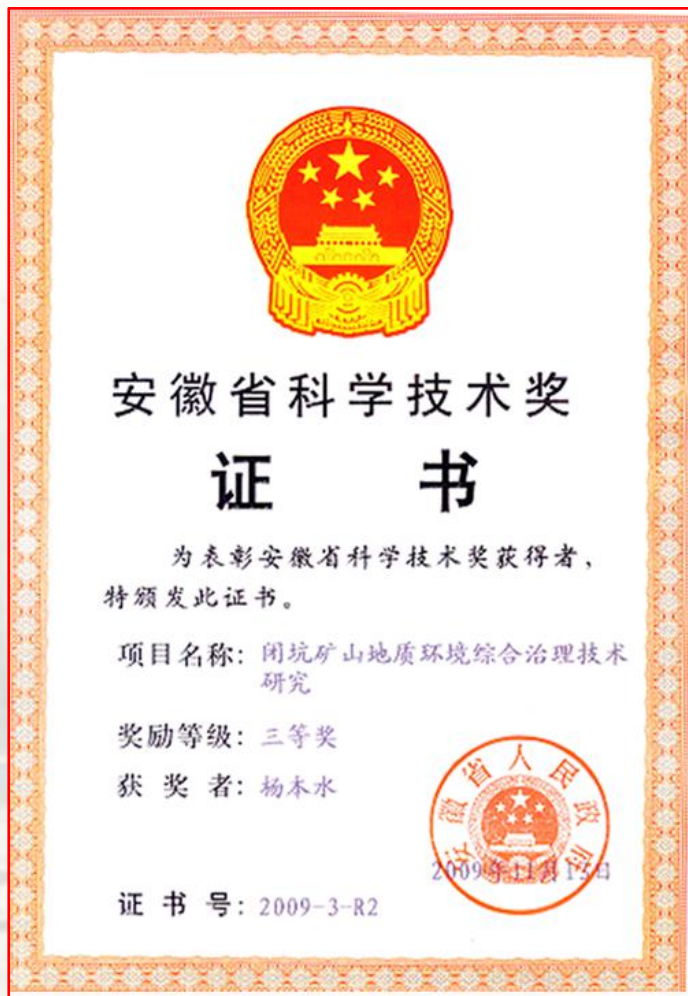 安徽省科学技术奖
证 书
为表彰安徽省科学技术奖获得者，
特颁发此证书。
项目名称：闭坑矿山地质环境综合治理技术
研究
奖励等级：三等奖
获 奖 者：杨本水
安徽省人民政府
2009年11月13日
证 书 号：2009-3-R2